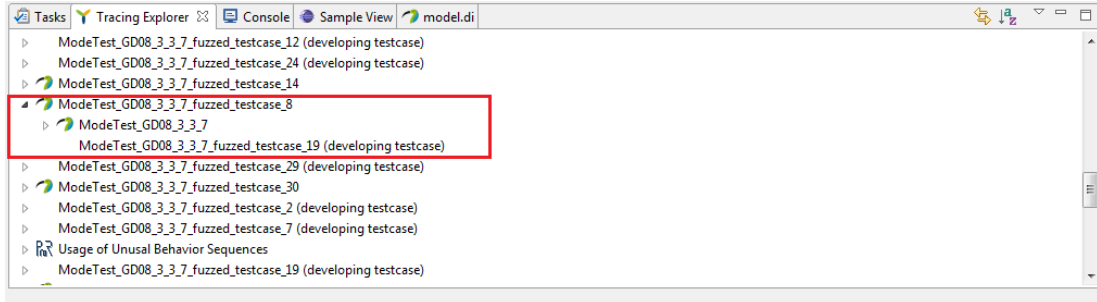 Tasks Tracing Explorer Console Sample View model.di
ModeTest_GD08_3_3_7_fuzzed_testcase_12 (developing testcase)
ModeTest_GD08_3_3_7_fuzzed_testcase_24 (developing testcase)
ModeTest_GD08_3_3_7_fuzzed_testcase_14
ModeTest_GD08_3_3_7_fuzzed_testcase_8
ModeTest_GD08_3_3_7
ModeTest_GD08_3_3_7_fuzzed_testcase_19 (developing testcase)
ModeTest_GD08_3_3_7_fuzzed_testcase_29 (developing testcase)
ModeTest_GD08_3_3_7_fuzzed_testcase_30
ModeTest_GD08_3_3_7_fuzzed_testcase_2 (developing testcase)
ModeTest_GD08_3_3_7_fuzzed_testcase_7 (developing testcase)
Usage of Unusal Behavior Sequences
ModeTest_GD08_3_3_7_fuzzed_testcase_19 (developing testcase)